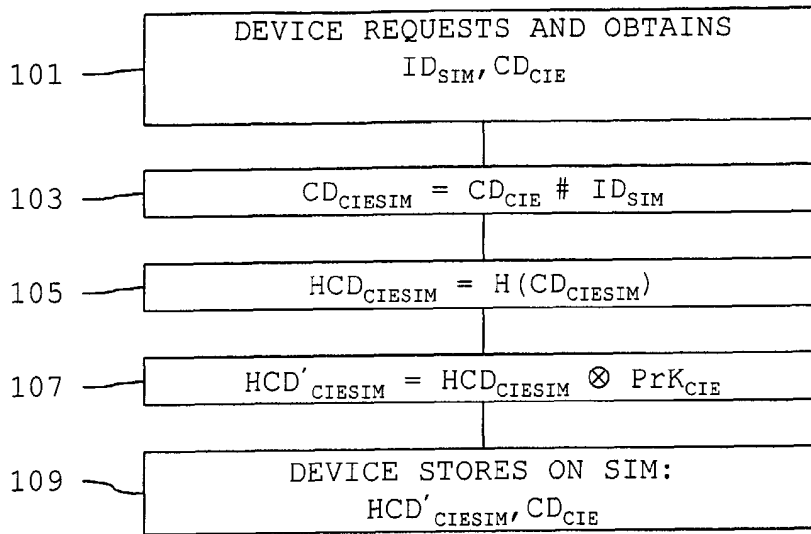 DEVICE REQUESTS AND OBTAINS
101
ID_SIM, CD_CIE
103
CD_CIESIM = CD_CIE # ID_SIM
105
HCD_CIESIM = H(CD_CIESIM)
107
HCD'_CIESIM = HCD_CIESIM ⊗ PrK_CIE
109
DEVICE STORES ON SIM:
HCD'_CIESIM, CD_CIE